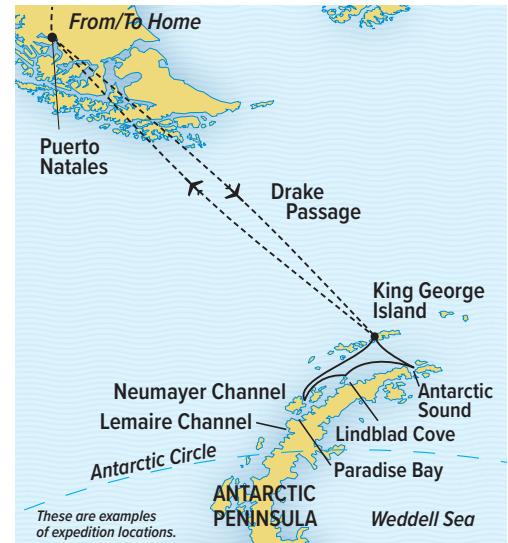 From/To Home
Puerto
Natales
Drake
Passage
King George
Island
Neumayer Channel
Antarctic
Sound
Lemaire Channel
Lindblad Cove
Antarctic Circle
Paradise Bay
ANTARCTIC
PENINSULA
Weddell Sea
These are examples
of expedition locations.